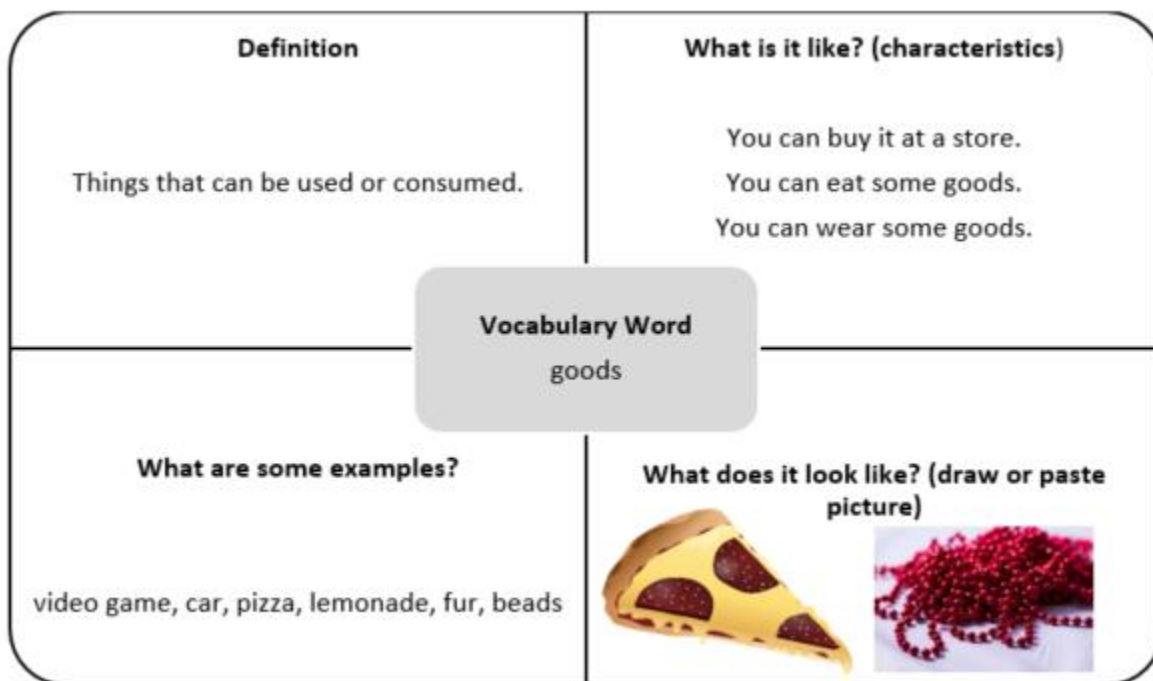 Definition
Things that can be used or consumed.
What is it like? (characteristics)
You can buy it at a store.
You can eat some goods.
You can wear some goods.
Vocabulary Word
goods
What are some examples?
video game, car, pizza, lemonade, fur, beads
What does it look like? (draw or paste
picture)